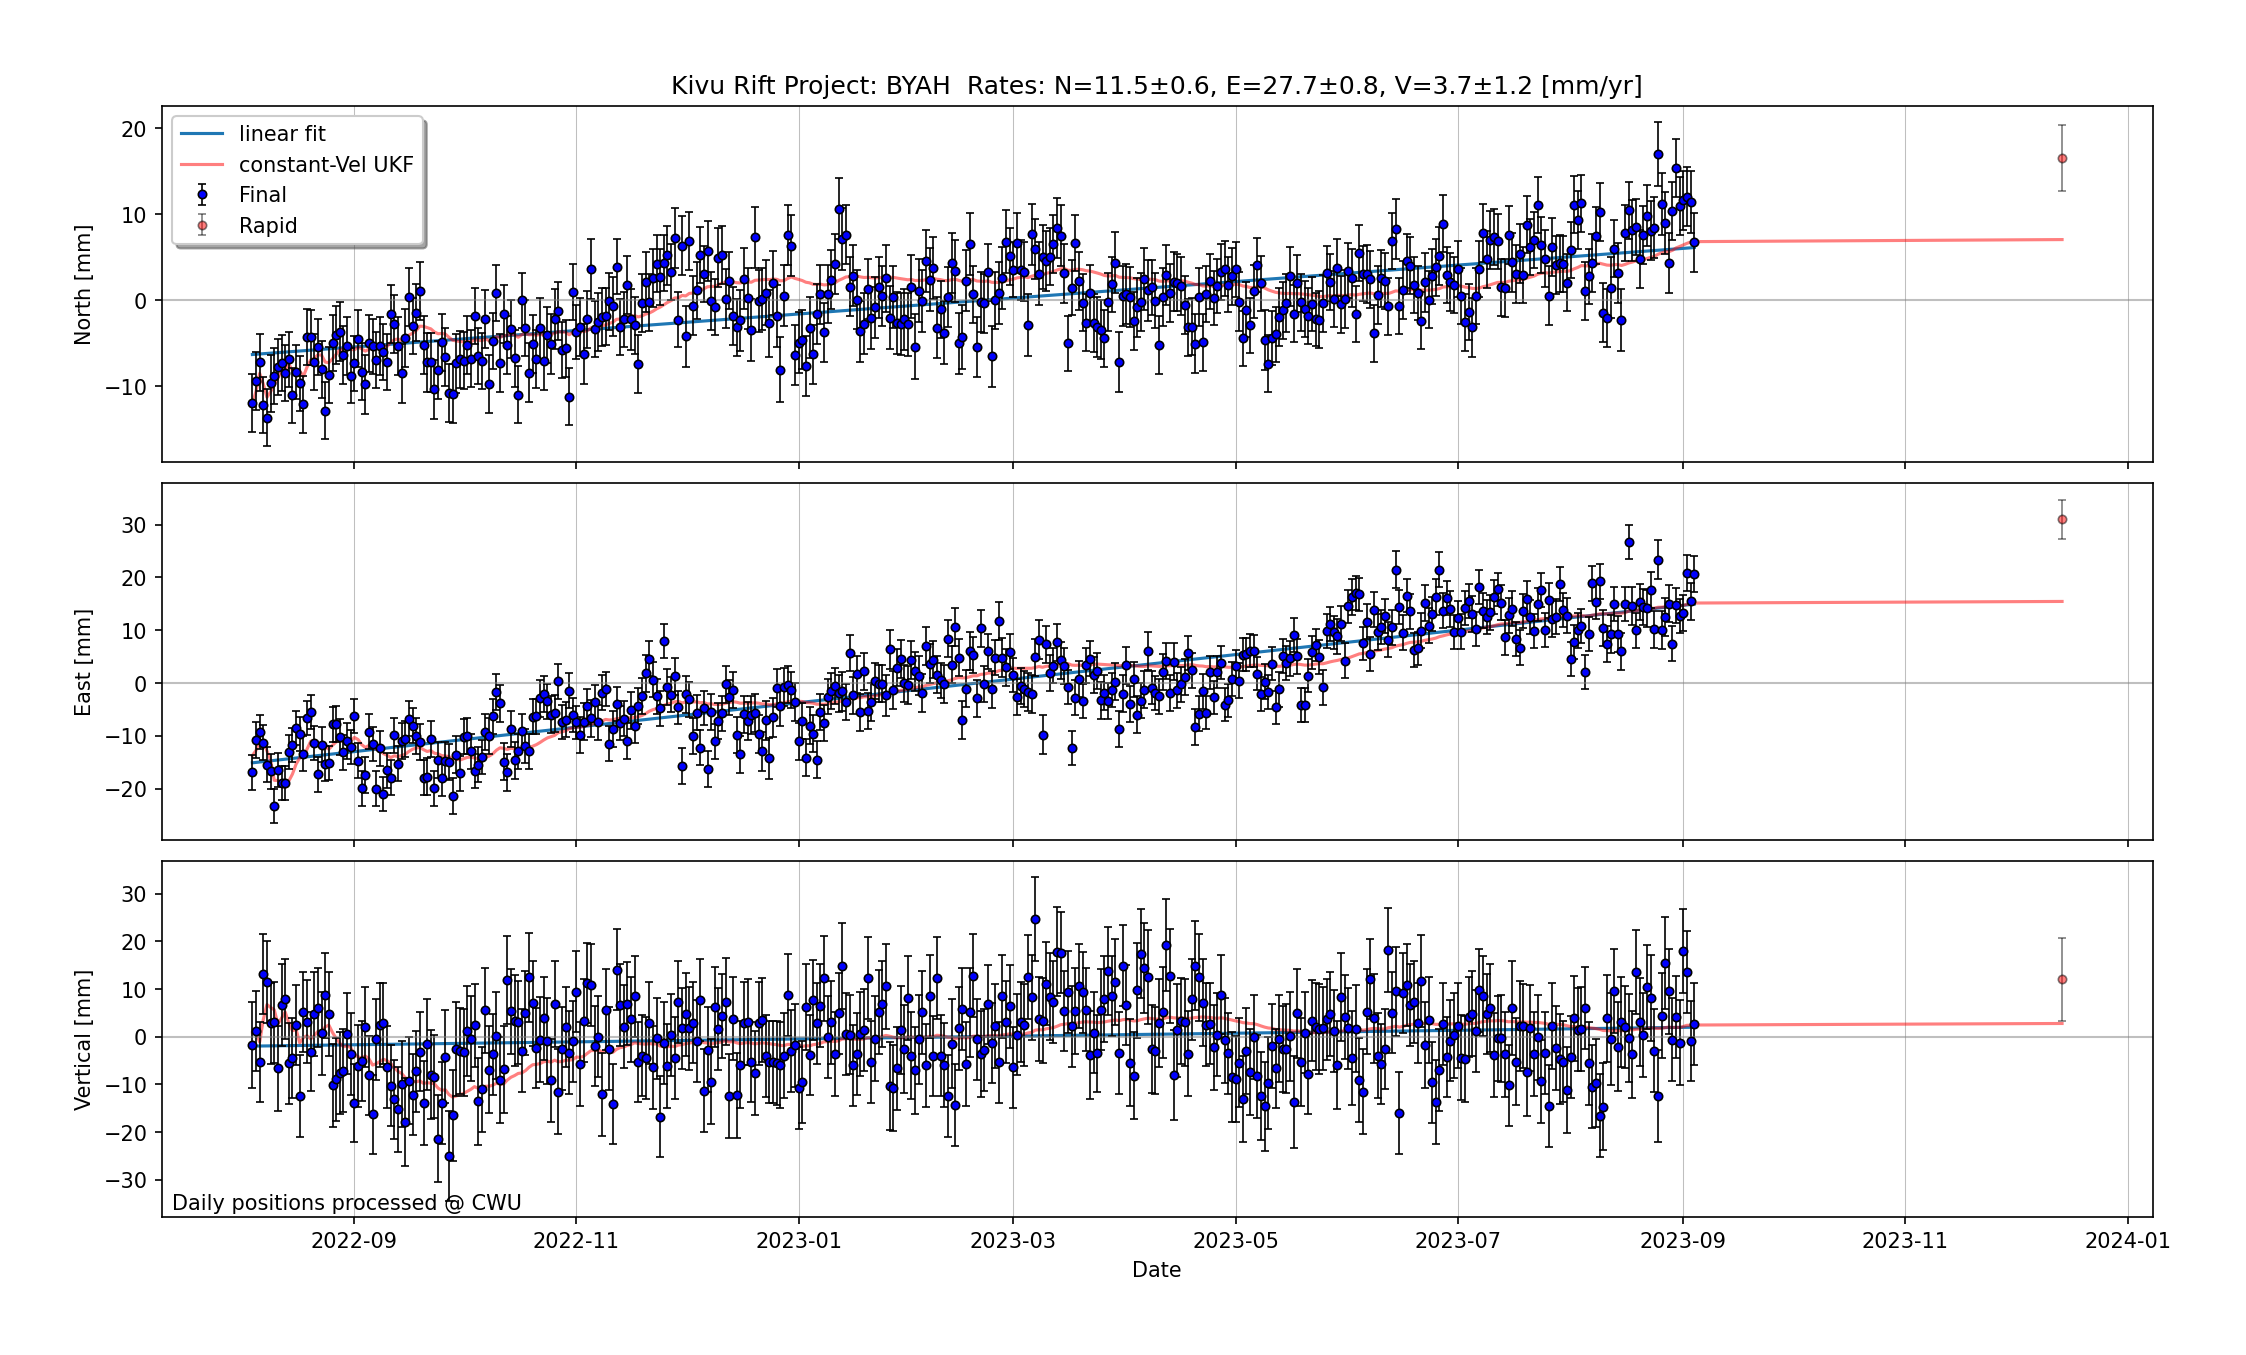 Kivu Rift Project: BYAH  Rates: N=11.5±0.6, E=27.7±0.8, V=3.7±1.2 [mm/yr]
linear fit
constant-Vel UKF
Final
Rapid
North [mm]
20
10
0
−10
East [mm]
30
20
10
0
−10
−20
Vertical [mm]
30
20
10
0
−10
−20
−30
Daily positions processed @ CWU
2022-09 2022-11 2023-01 2023-03 2023-05 2023-07 2023-09 2023-11 2024-01
Date